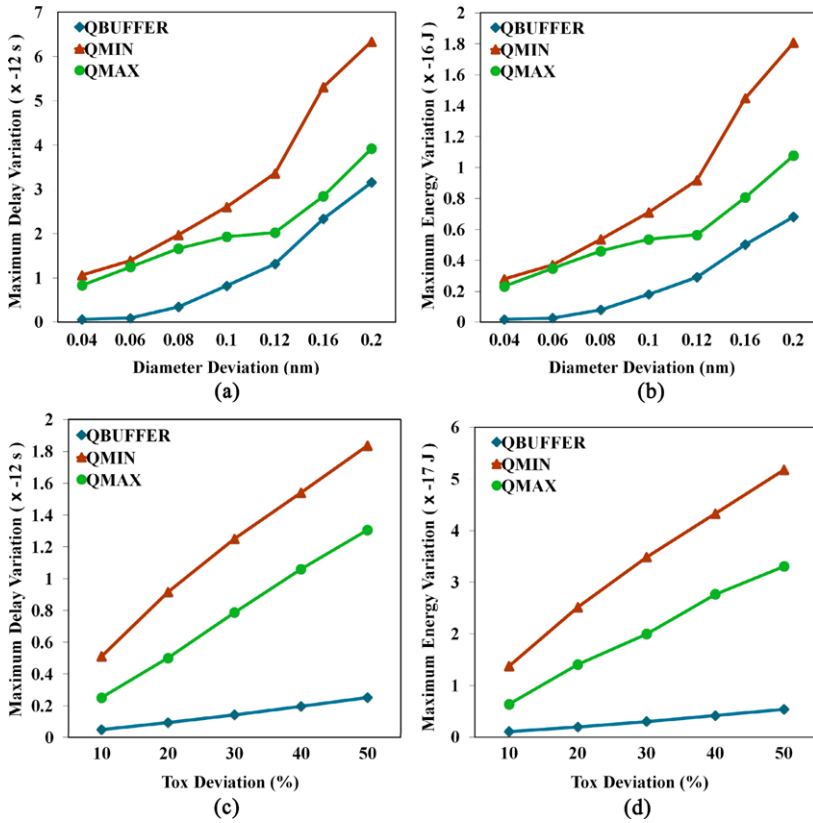 7
6
5
4
3
2
1
0
QBUFFER
QMIN
QMAX
Maximum Delay Variation ( x -12 s )
0.04 0.06 0.08 0.1 0.12 0.16 0.2
Diameter Deviation (nm)
(a)
2
1.8
1.6
1.4
1.2
1
0.8
0.6
0.4
0.2
0
QBUFFER
QMIN
QMAX
Maximum Energy Variation ( x -16 J )
0.04 0.06 0.08 0.1 0.12 0.16 0.2
Diameter Deviation (nm)
(b)
2
1.8
1.6
1.4
1.2
1
0.8
0.6
0.4
0.2
0
QBUFFER
QMIN
QMAX
Maximum Delay Variation ( x -12 s )
10 20 30 40 50
Tox Deviation (%)
(c)
6
5
4
3
2
1
0
QBUFFER
QMIN
QMAX
Maximum Energy Variation ( x -17 J )
10 20 30 40 50
Tox Deviation (%)
(d)